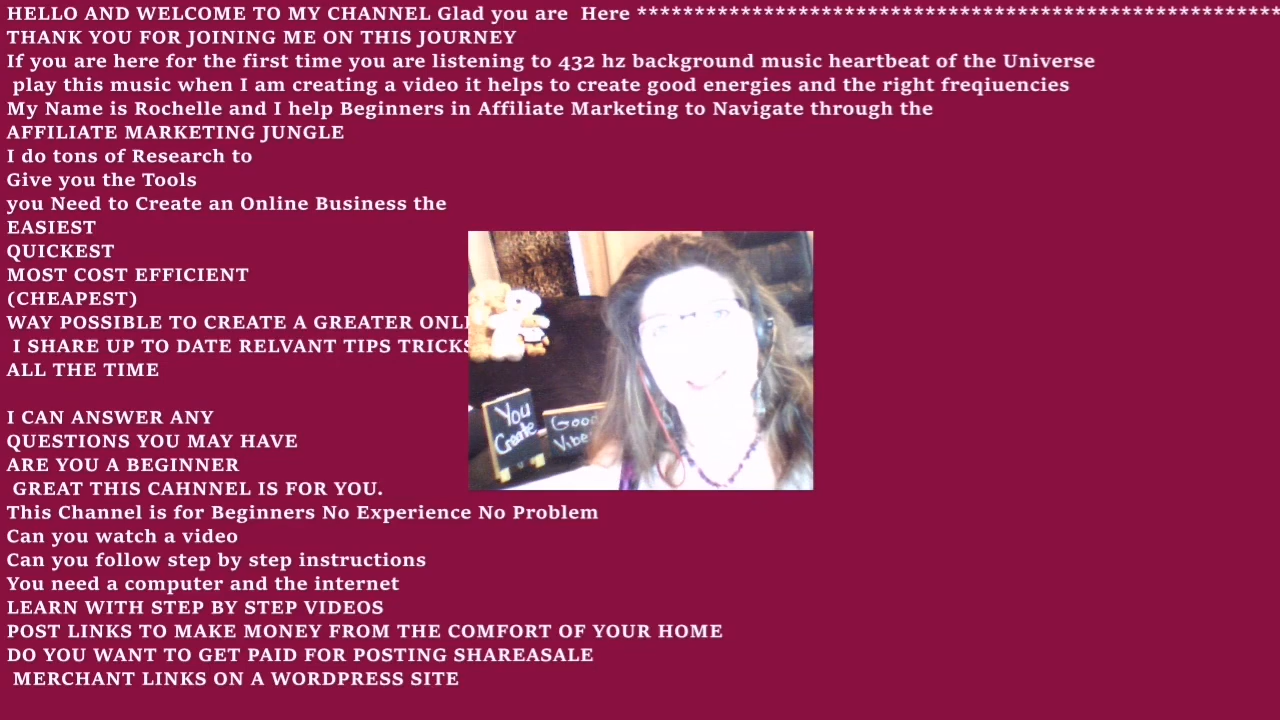 HELLO AND WELCOME TO MY CHANNEL Glad you are  Here ********************************************************
THANK YOU FOR JOINING ME ON THIS JOURNEY
If you are here for the first time you are listening to 432 hz background music heartbeat of the Universe
play this music when I am creating a video it helps to create good energies and the right freqiuencies
My Name is Rochelle and I help Beginners in Affiliate Marketing to Navigate through the
AFFILIATE MARKETING JUNGLE
I do tons of Research to
Give you the Tools
you Need to Create an Online Business the
EASIEST
QUICKEST
MOST COST EFFICIENT
(CHEAPEST)
WAY POSSIBLE TO CREATE A GREATER
I SHARE UP TO DATE RELVANT TIPS TRICKS
ALL THE TIME
I CAN ANSWER ANY
QUESTIONS YOU MAY HAVE
ARE YOU A BEGINNER
GREAT THIS CAHNNEL IS FOR YOU.
This Channel is for Beginners No Experience No Problem
Can you watch a video
Can you follow step by step instructions
You need a computer and the internet
LEARN WITH STEP BY STEP VIDEOS
POST LINKS TO MAKE MONEY FROM THE COMFORT OF YOUR HOME
DO YOU WANT TO GET PAID FOR POSTING SHAREASALE
MERCHANT LINKS ON A WORDPRESS SITE
You
Create
Good
Vibe